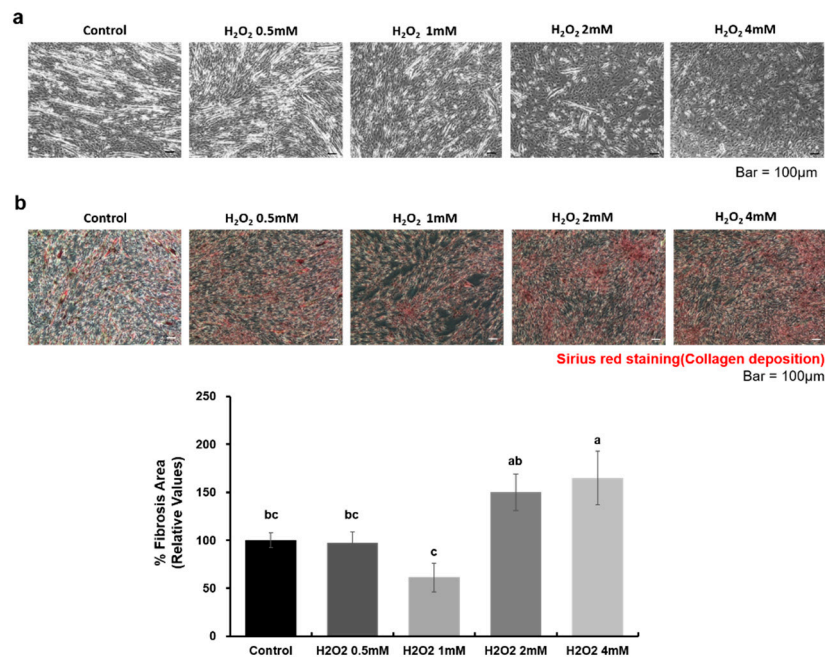 a
Control H₂O₂ 0.5mM H₂O₂ 1mM H₂O₂ 2mM H₂O₂ 4mM
Bar = 100µm
b
Control H₂O₂ 0.5mM H₂O₂ 1mM H₂O₂ 2mM H₂O₂ 4mM
Sirius red staining(Collagen deposition)
Bar = 100µm
% Fibrosis Area
(Relative Values)
250
200
150
100
50
0
bc bc c ab a
Control H2O2 0.5mM H2O2 1mM H2O2 2mM H2O2 4mM